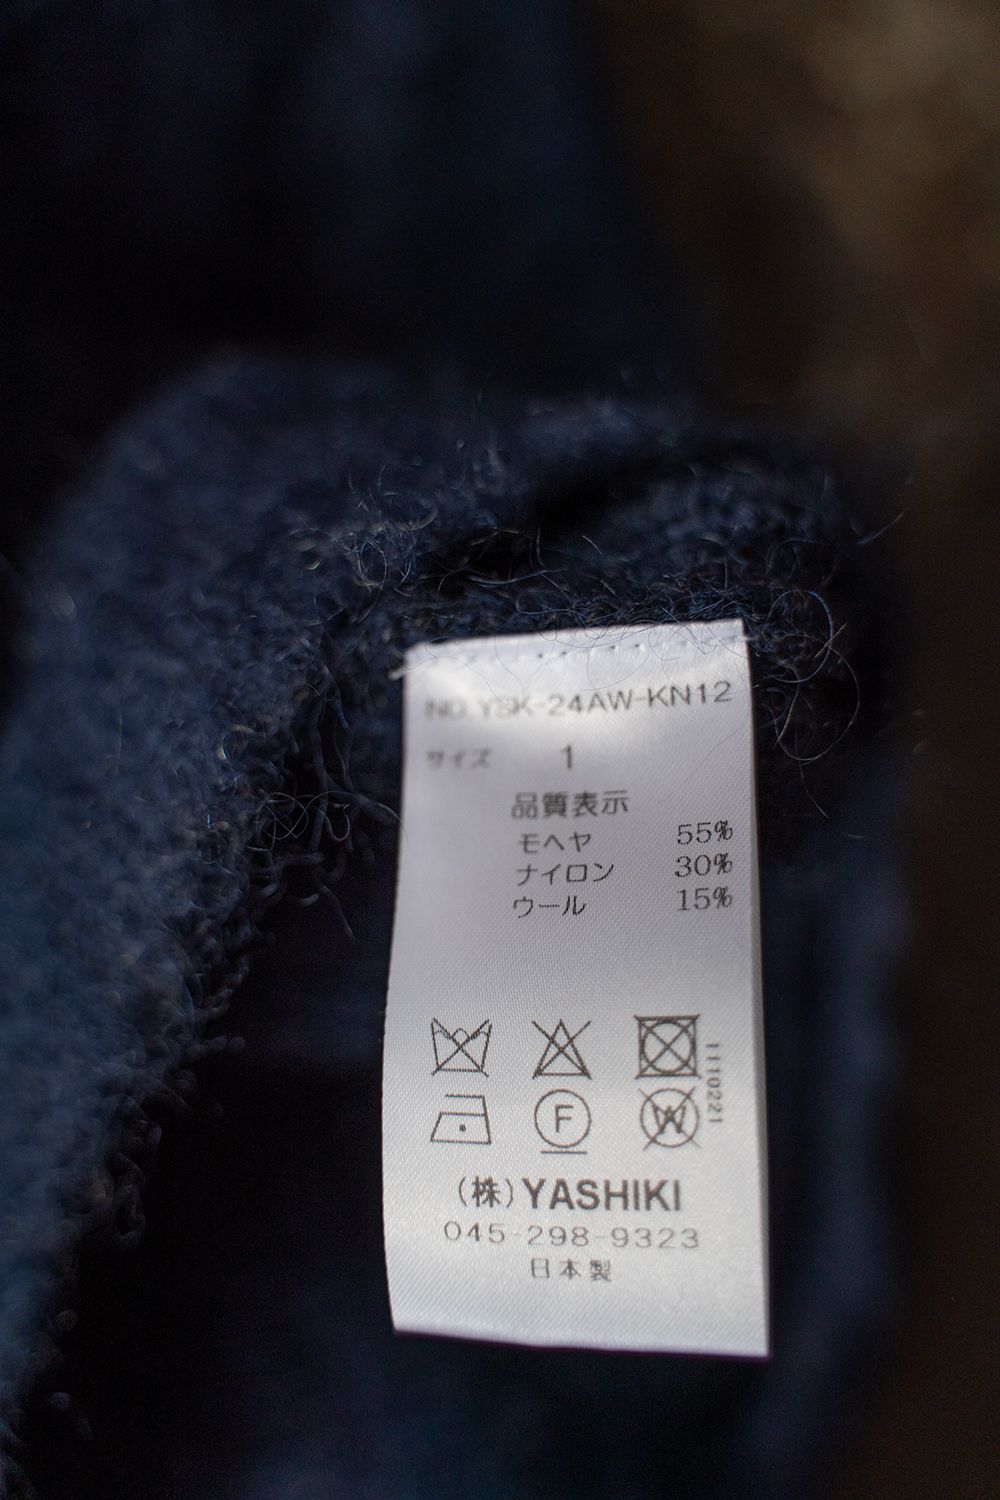 NO. YSK-24AW-KN12
サイズ 1
品質表示
モヘヤ 55%
ナイロン 30%
ウール 15%
1110221
F
W
(株)YASHIKI
045-298-9323
日本製